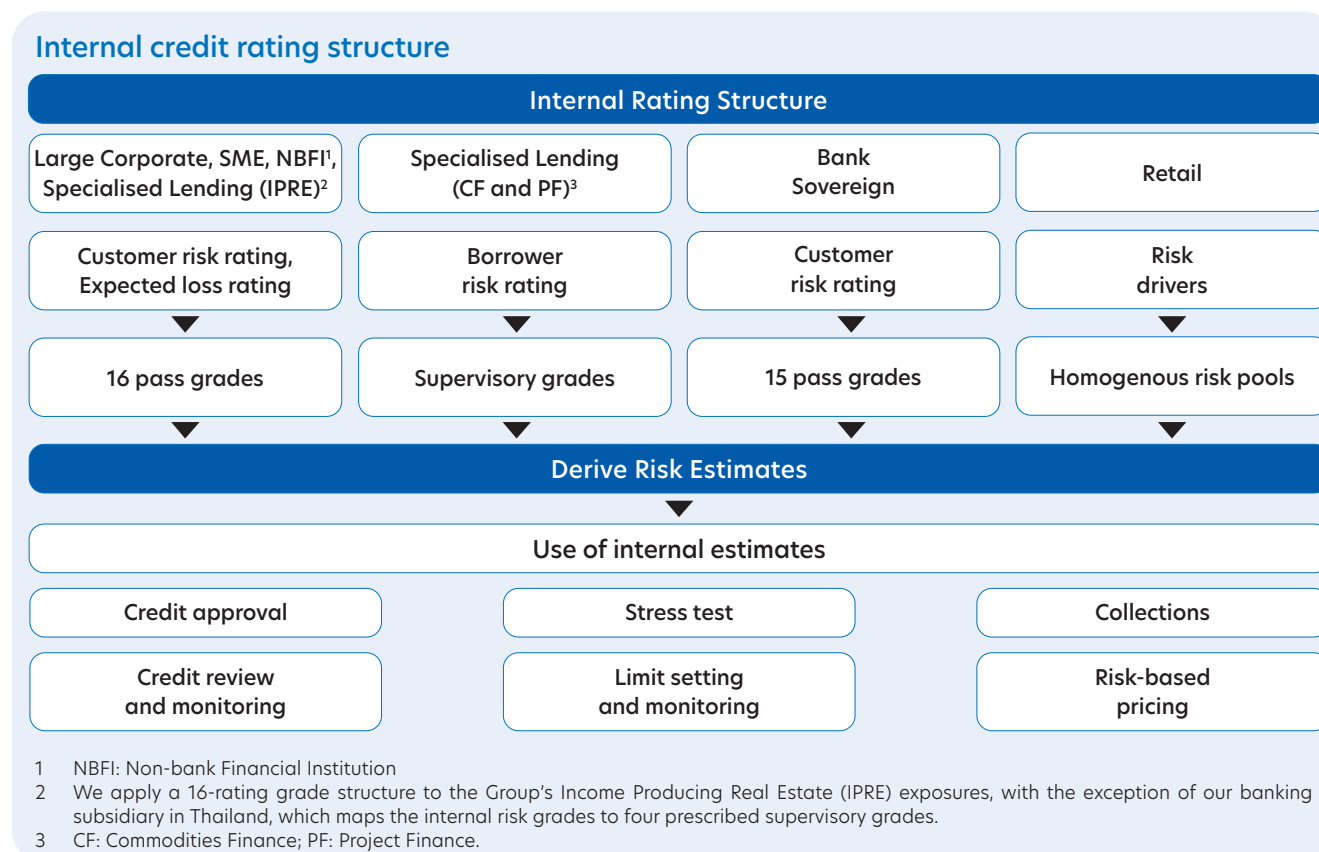 Internal credit rating structure
Internal Rating Structure
Large Corporate, SME, NBFI¹,
Specialised Lending (IPRE)²
Specialised Lending
(CF and PF)³
Bank
Sovereign
Retail
Customer risk rating,
Expected loss rating
Borrower
risk rating
Customer
risk rating
Risk
drivers
16 pass grades
Supervisory grades
15 pass grades
Homogenous risk pools
Derive Risk Estimates
Use of internal estimates
Credit approval
Stress test
Collections
Credit review
and monitoring
Limit setting
and monitoring
Risk-based
pricing
1 NBFI: Non-bank Financial Institution
2 We apply a 16-rating grade structure to the Group’s Income Producing Real Estate (IPRE) exposures, with the exception of our banking
subsidiary in Thailand, which maps the internal risk grades to four prescribed supervisory grades.
3 CF: Commodities Finance; PF: Project Finance.